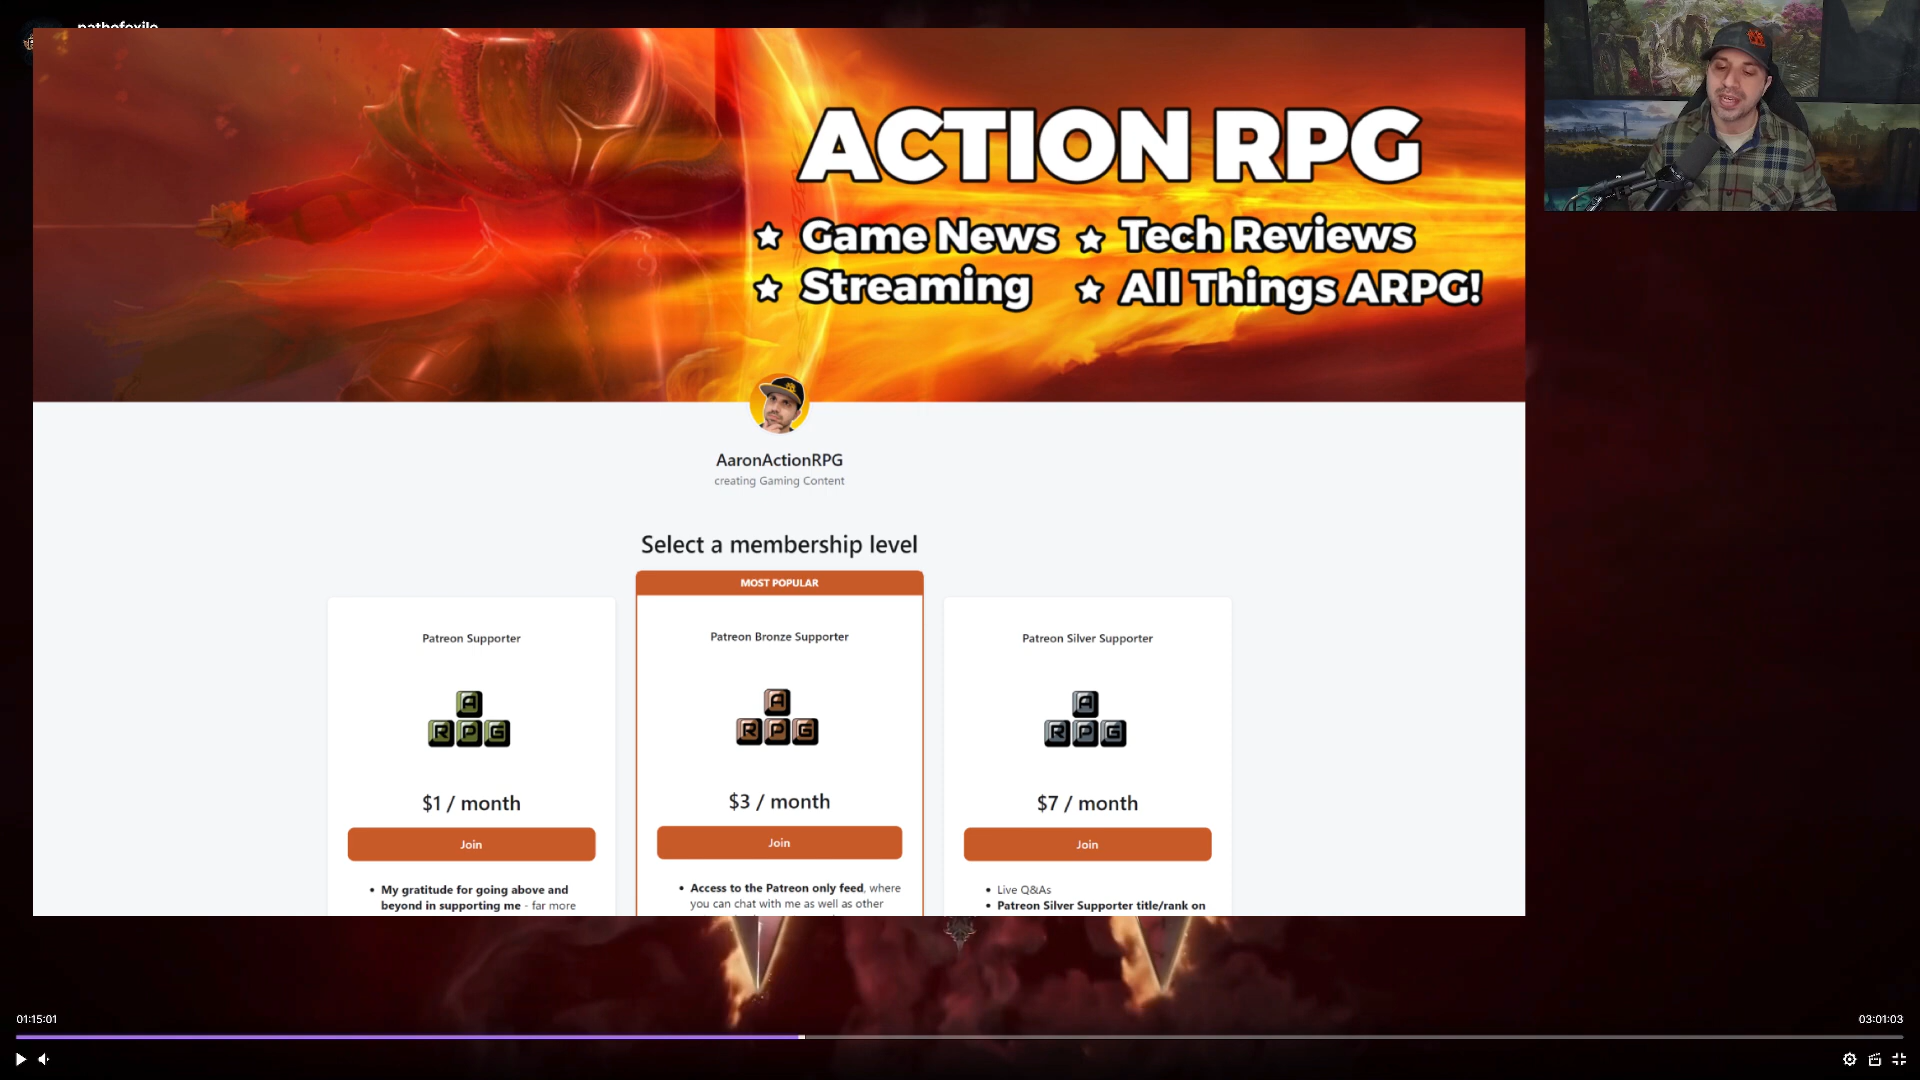 pathofexile
ACTION RPG
Game News
Tech Reviews
Streaming
All Things ARPG!
AaronActionRPG
creating Gaming Content
Select a membership level
MOST POPULAR
Patreon Supporter
A
RPG
$1 / month
Join
• My gratitude for going above and
beyond in supporting me - far more
Patreon Bronze Supporter
A
RPG
$3 / month
Join
• Access to the Patreon only feed, where
you can chat with me as well as other
Patreon Silver Supporter
A
RPG
$7 / month
Join
• Live Q&As
• Patreon Silver Supporter title/rank on
01:15:01
03:01:03